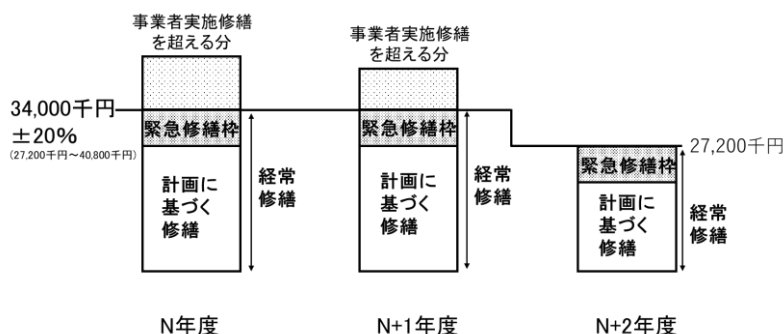 事業者実施修繕
を超える分
事業者実施修繕
を超える分
34,000千円
±20%
(27,200千円～40,800千円)
緊急修繕枠
計画に
基づく
修繕
経常
修繕
緊急修繕枠
計画に
基づく
修繕
経常
修繕
27,200千円
緊急修繕枠
計画に
基づく
修繕
経常
修繕
N年度
N+1年度
N+2年度